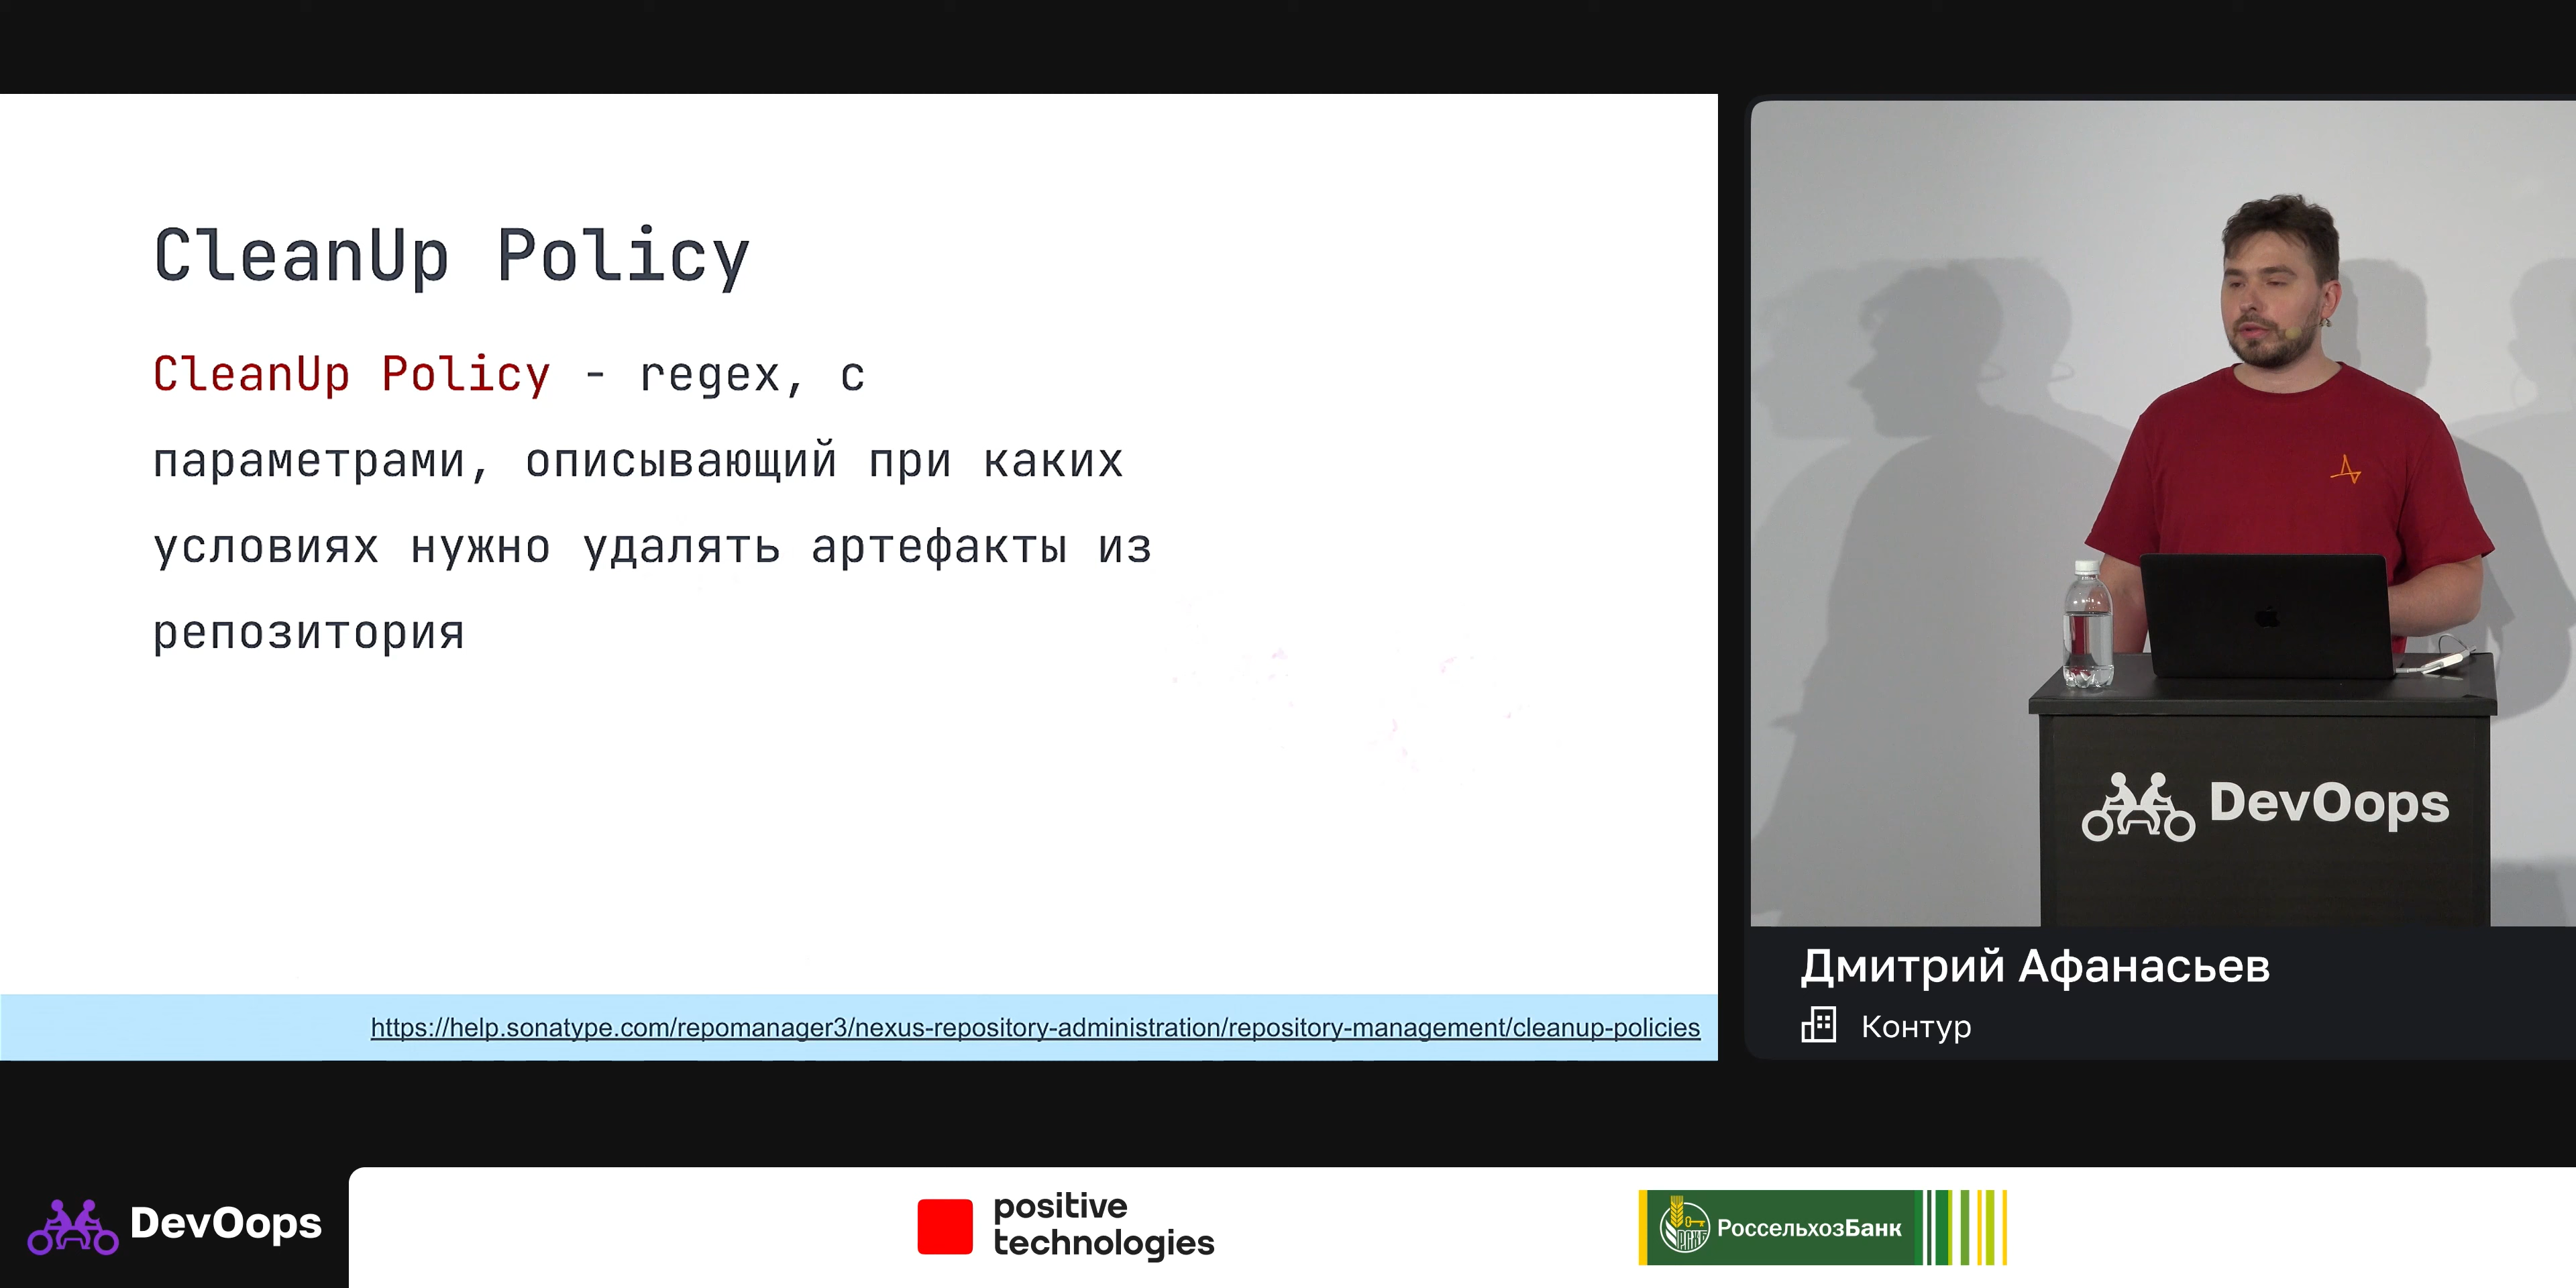 CleanUp Policy
CleanUp Policy - regex, с
параметрами, описывающий при каких
условиях нужно удалять артефакты из
репозитория
https://help.sonatype.com/repomanager3/nexus-repository-administration/repository-management/cleanup-policies
DevOops
Дмитрий Афанасьев
Контур
DevOops
positive
technologies
РСХБ
РоссельхозБанк